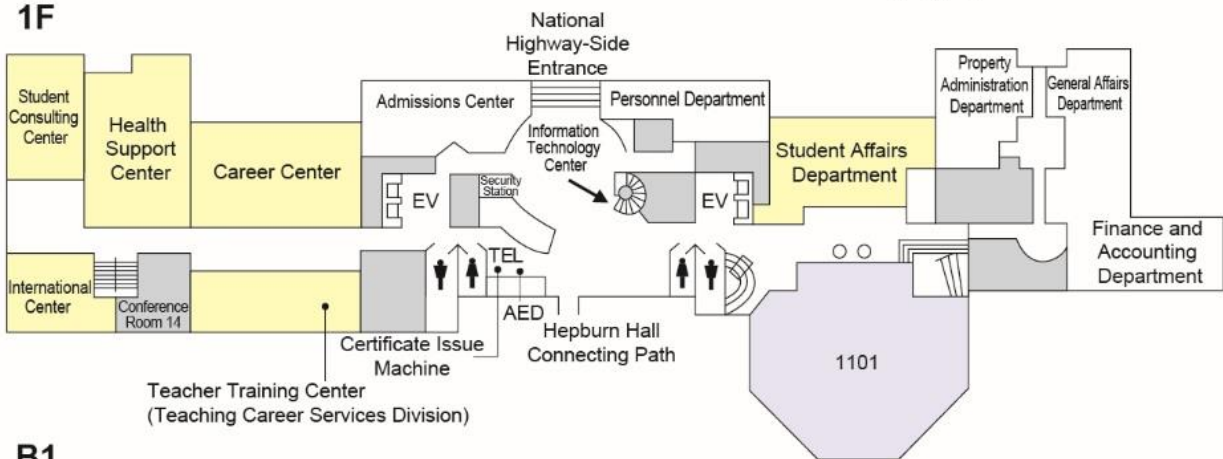 1F
National
Highway-Side
Entrance
Student
Consulting
Center
Health
Support
Center
Career Center
Admissions Center
Personnel Department
Information
Technology
Center
Security
Station
EV
EV
Student Affairs
Department
Property
Administration
Department
General Affairs
Department
Finance and
Accounting
Department
International
Center
Conference
Room 14
TEL
AED
Certificate Issue
Machine
Hepburn Hall
Connecting Path
1101
Teacher Training Center
(Teaching Career Services Division)
B1